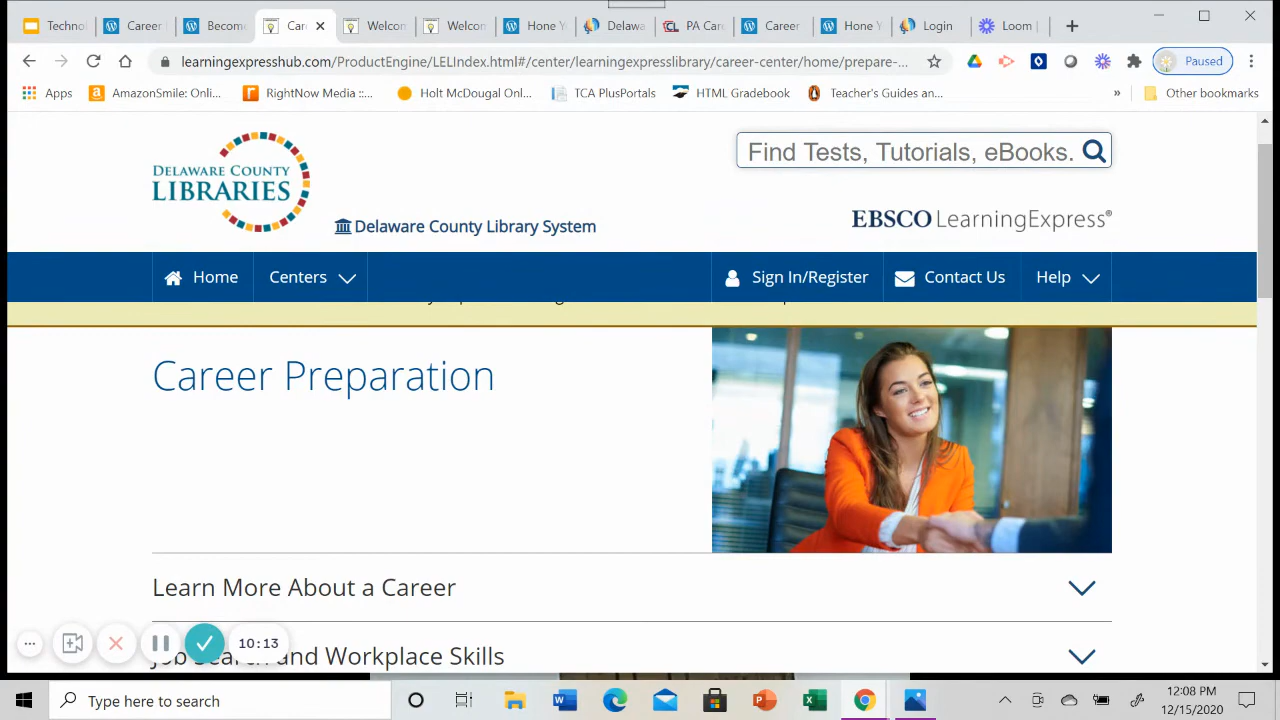 Techno
Career
Becom
Car
Welcon
Welcon
Hone Y
Delawa
PA Care
Career
Hone Y
Login
Loom |
learningexpresshub.com/ProductEngine/LELIndex.html#/center/learningexpresslibrary/career-center/home/prepare-...
Paused
Apps
AmazonSmile: Onl...
RightNow Media ::...
Holt McDougal Onl...
TCA PlusPortals
HTML Gradebook
Teacher's Guides an...
»
Other bookmarks
DELAWARE COUNTY
LIBRARIES
Delaware County Library System
Find Tests, Tutorials, eBooks.
EBSCO LearningExpress®
Home
Centers
Sign In/Register
Contact Us
Help
Career Preparation
Learn More About a Career
Job Search and Workplace Skills
10:13
Type here to search
12:08 PM
12/15/2020